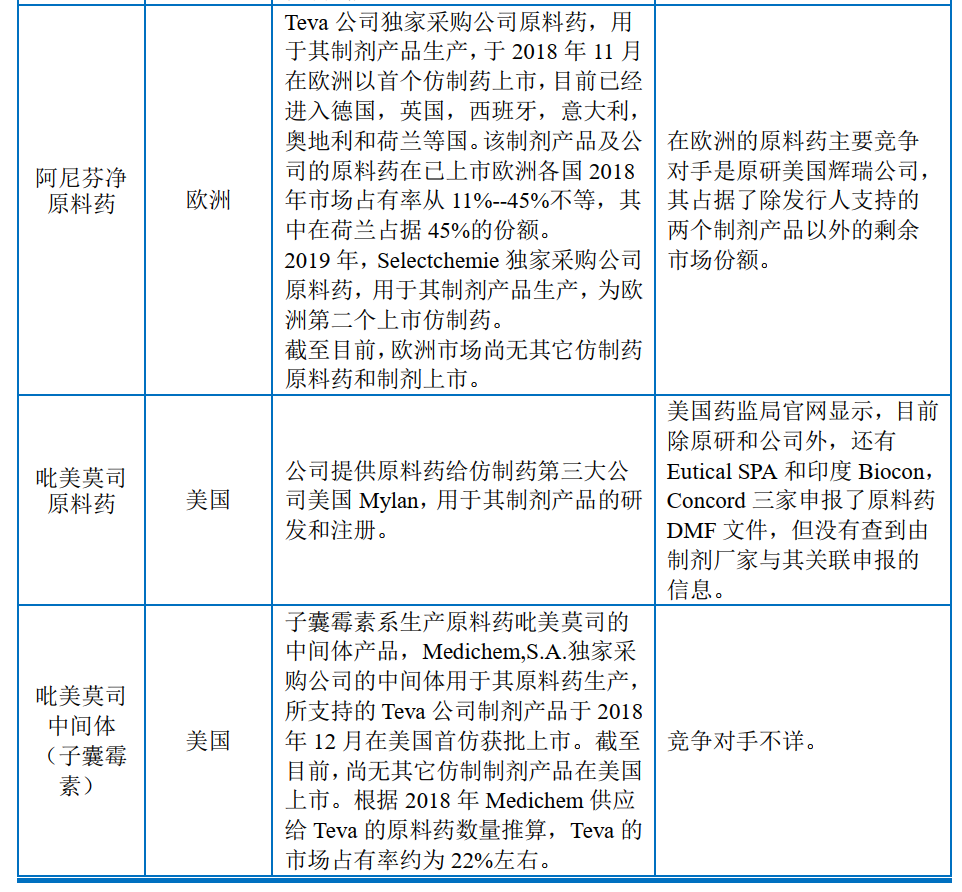 阿尼芬净
原料药
欧洲
Teva 公司独家采购公司原料药，用
于其制剂产品生产，于 2018 年 11 月
在欧洲以首个仿制药上市，目前已经
进入德国，英国，西班牙，意大利，
奥地利和荷兰等国。该制剂产品及公
司的原料药在已上市欧洲各国 2018
年市场占有率从 11%--45%不等，其
中在荷兰占据 45%的份额。
2019 年，Selectchemie 独家采购公司
原料药，用于其制剂产品生产，为欧
洲第二个上市仿制药。
截至目前，欧洲市场尚无其它仿制药
原料药和制剂上市。
在欧洲的原料药主要竞争
对手是原研美国辉瑞公司，
其占据了除发行人支持的
两个制剂产品以外的剩余
市场份额。
吡美莫司
原料药
美国
公司提供原料药给仿制药第三大公
司美国 Mylan，用于其制剂产品的研
发和注册。
美国药监局官网显示，目前
除原研和公司外，还有
Eutical SPA 和印度 Biocon，
Concord 三家申报了原料药
DMF 文件，但没有查到由
制剂厂家与其关联申报的
信息。
吡美莫司
中间体
（子囊霉
素）
美国
子囊霉素系生产原料药吡美莫司的
中间体产品，Medichem,S.A.独家采
购公司的中间体用于其原料药生产，
所支持的 Teva 公司制剂产品于 2018
年 12 月在美国首仿获批上市。截至
目前，尚无其它仿制制剂产品在美国
上市。根据 2018 年 Medichem 供应
给 Teva 的原料药数量推算，Teva 的
市场占有率约为 22%左右。
竞争对手不详。